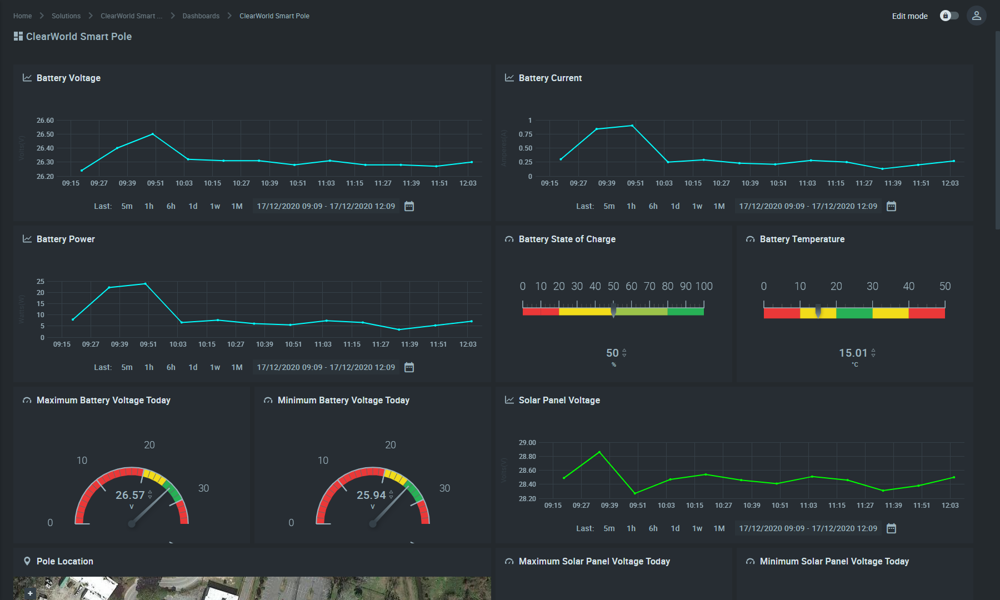 Home > Solutions > ClearWorld Smart ... > Dashboards > ClearWorld Smart Pole
Edit mode
ClearWorld Smart Pole
Battery Voltage
Volts(V)
26.60
26.50
26.40
26.30
26.20
09:15 09:27 09:39 09:51 10:03 10:15 10:27 10:39 10:51 11:03 11:15 11:27 11:39 11:51 12:03
Last: 5m 1h 6h 1d 1w 1M 17/12/2020 09:09 - 17/12/2020 12:09
Battery Current
Amperes(A)
1
0.75
0.50
0.25
0
09:15 09:27 09:39 09:51 10:03 10:15 10:27 10:39 10:51 11:03 11:15 11:27 11:39 11:51 12:03
Last: 5m 1h 6h 1d 1w 1M 17/12/2020 09:09 - 17/12/2020 12:09
Battery Power
Watts(W)
25
20
15
10
5
0
09:15 09:27 09:39 09:51 10:03 10:15 10:27 10:39 10:51 11:03 11:15 11:27 11:39 11:51 12:03
Last: 5m 1h 6h 1d 1w 1M 17/12/2020 09:09 - 17/12/2020 12:09
Battery State of Charge
0 10 20 30 40 50 60 70 80 90 100
50
%
Battery Temperature
0 10 20 30 40 50
15.01
°C
Maximum Battery Voltage Today
0 10 20 30
26.57
V
Minimum Battery Voltage Today
0 10 20 30
25.94
V
Solar Panel Voltage
Volts(V)
29.00
28.80
28.60
28.40
28.20
09:15 09:27 09:39 09:51 10:03 10:15 10:27 10:39 10:51 11:03 11:15 11:27 11:39 11:51 12:03
Last: 5m 1h 6h 1d 1w 1M 17/12/2020 09:09 - 17/12/2020 12:09
Pole Location
+
Maximum Solar Panel Voltage Today
Minimum Solar Panel Voltage Today